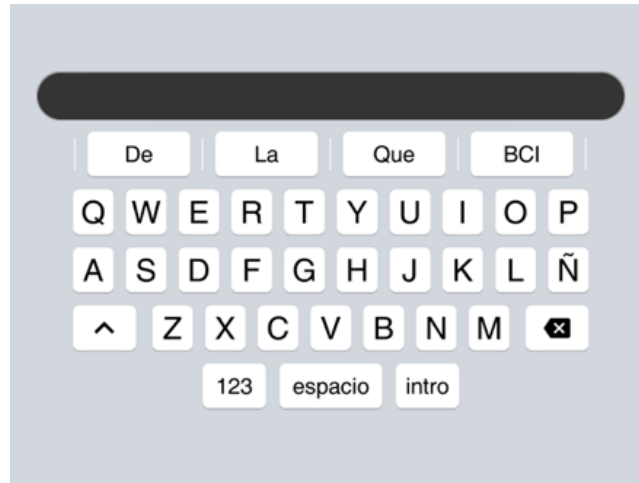 De La Que BCI
Q W E R T Y U I O P
A S D F G H J K L Ñ
Z X C V B N M
123 espacio intro